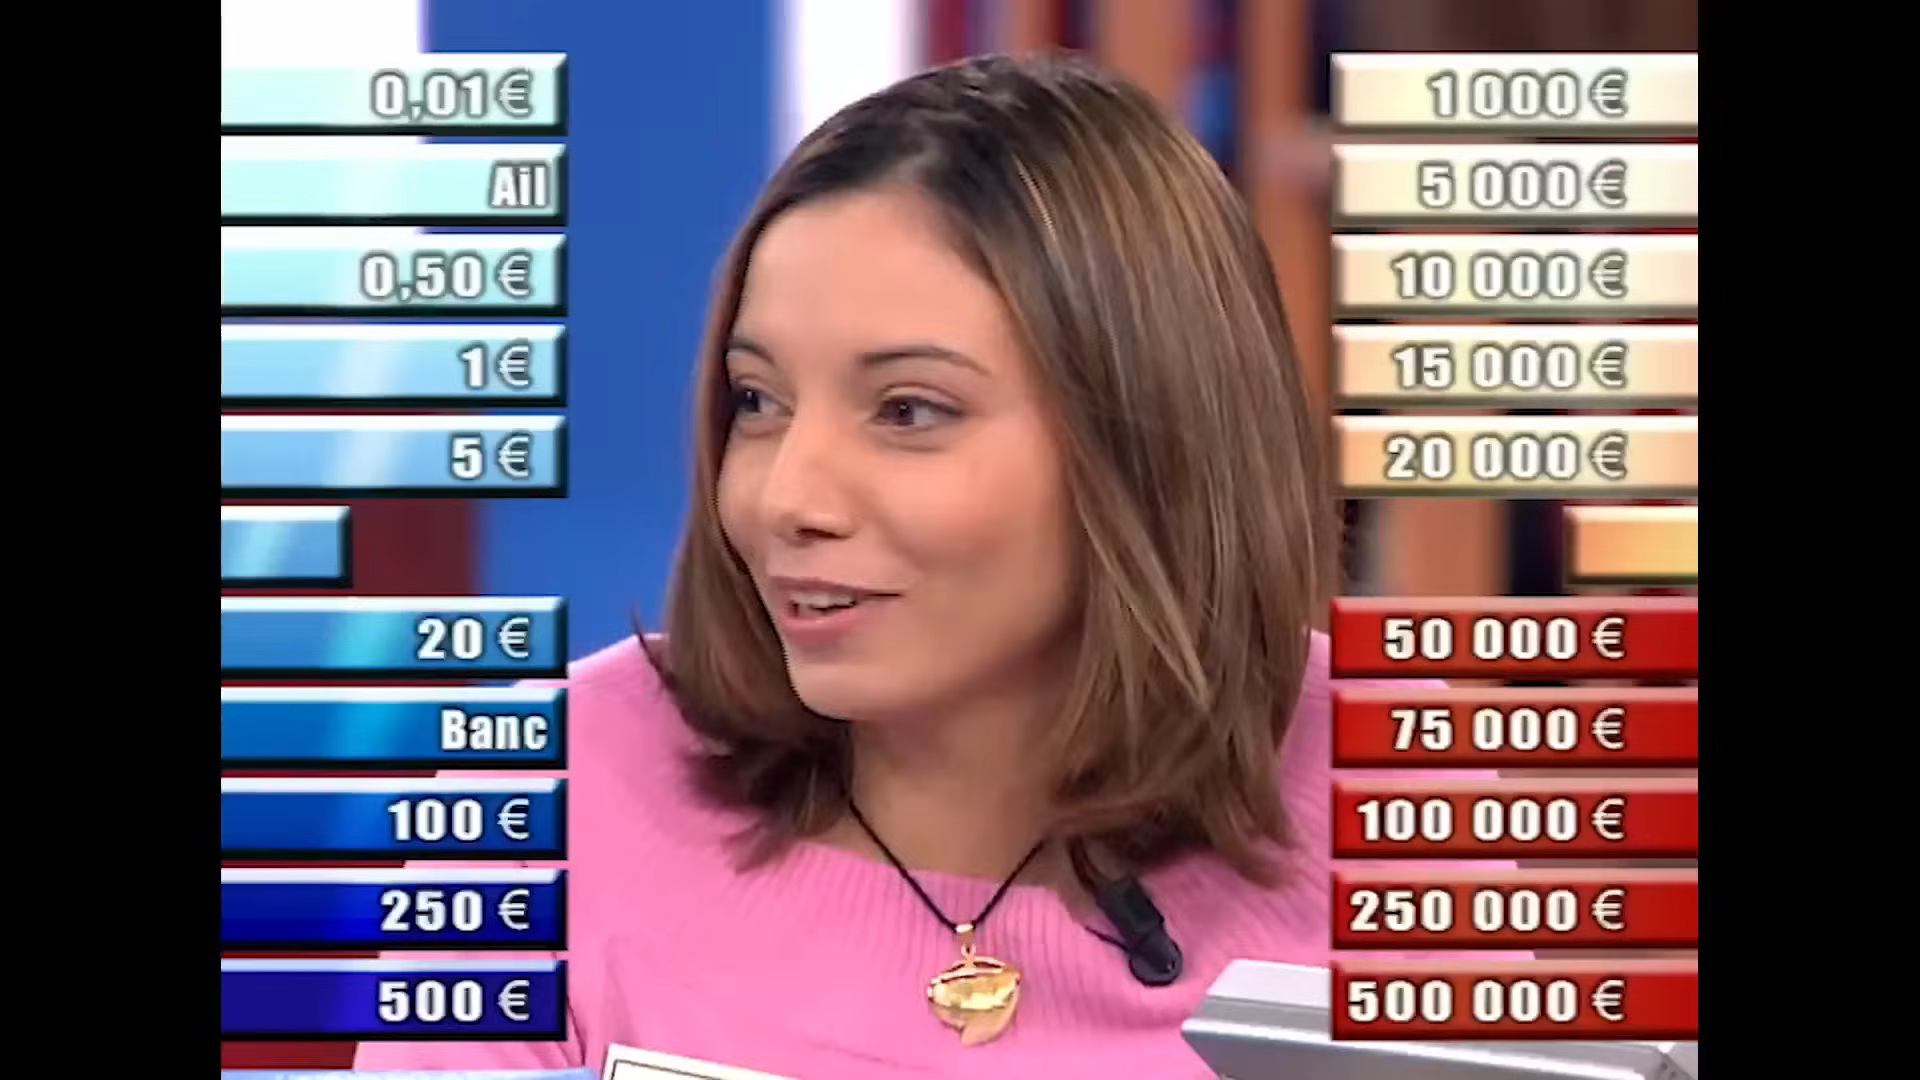 0,01 €
Ail
0,50 €
1 €
5 €
20 €
Banc
100 €
250 €
500 €
1 000 €
5 000 €
10 000 €
15 000 €
20 000 €
50 000 €
75 000 €
100 000 €
250 000 €
500 000 €